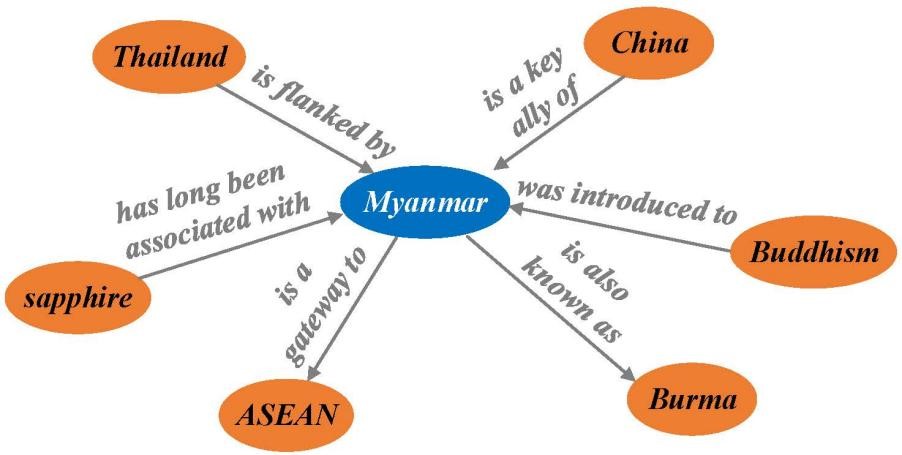 Thailand
China
is flanked by
is a key
ally of
has long been
associated with
Myanmar
was introduced to
Buddhism
sapphire
is a
gateway to
is also
known as
ASEAN
Burma